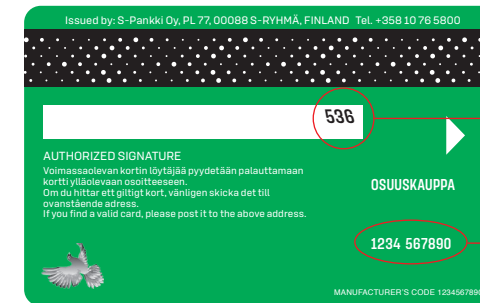 Issued by: S-Pankki Oy, PL 77, 00088 S-RYHMÄ, FINLAND Tel. +358 10 76 5800
536
AUTHORIZED SIGNATURE
Voimassaolevan kortin löytäjää pyydetään palauttamaan
kortti ylläolevaan osoitteeseen.
Om du hittar ett giltigt kort, vänligen skicka det till
ovanstående adress.
If you find a valid card, please post it to the above address.
OSUUSKAUPPA
1234 567890
MANUFACTURER'S CODE 1234567890